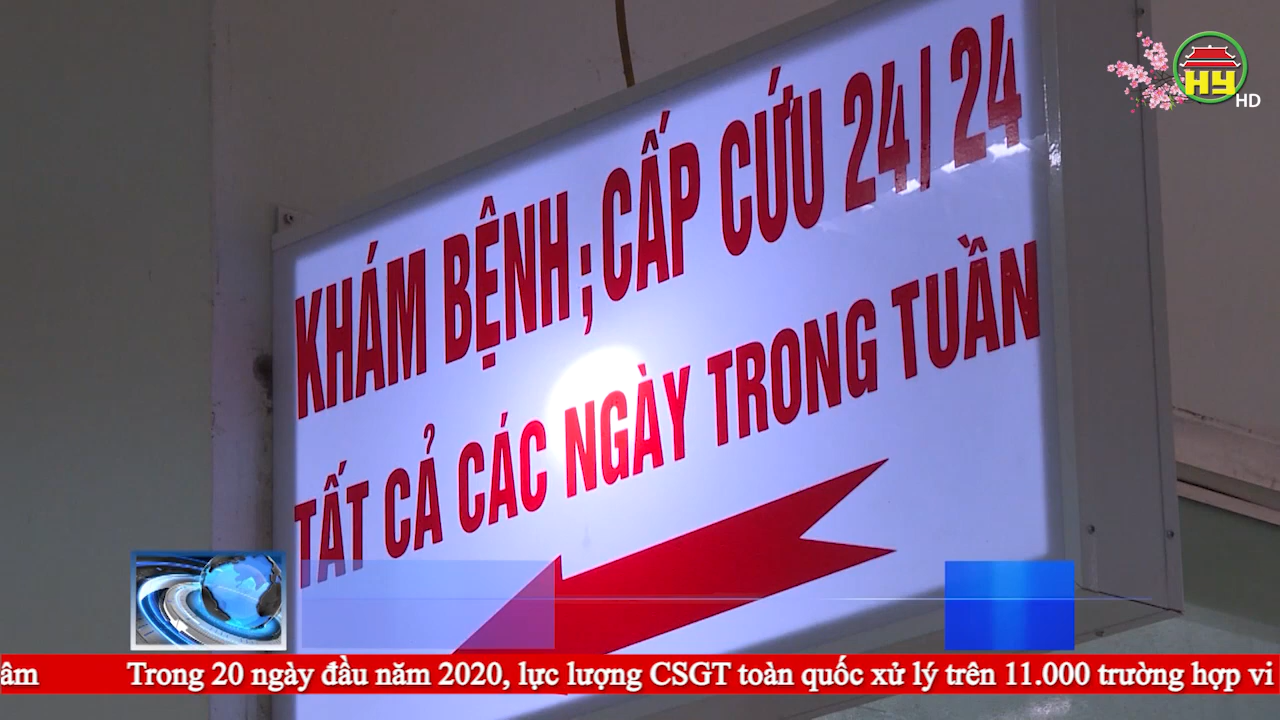 HY
HD
KHÁM BỆNH; CẤP CỨU 24/24
TẤT CẢ CÁC NGÀY TRONG TUẦN
âm Trong 20 ngày đầu năm 2020, lực lượng CSGT toàn quốc xử lý trên 11.000 trường hợp vi